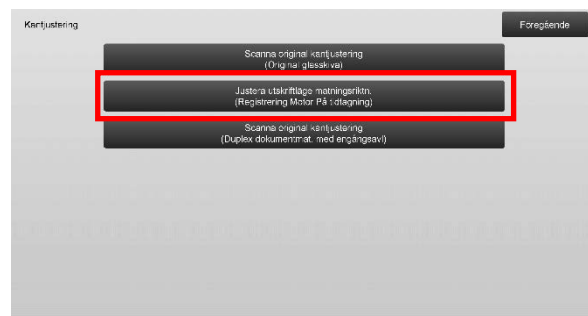 Kantjustering
Föregående
Scanna original kantjustering
(Original glasskiva)
Justera utskriftläge matningsriktn.
(Registrering Motor På tidtagning)
Scanna original kantjustering
(Duplex dokumentmat. med engångsavl)